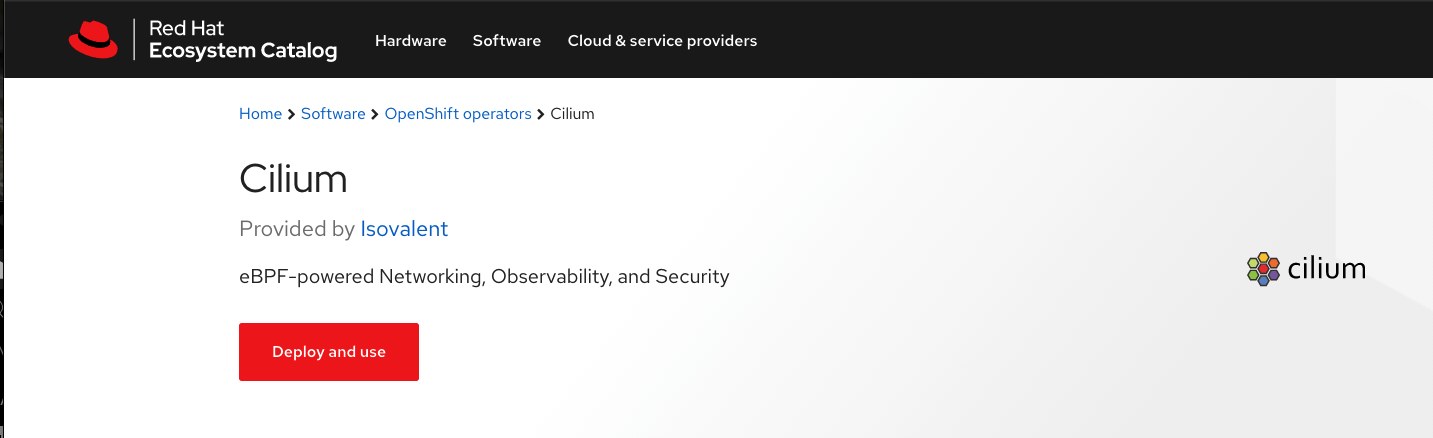 Red Hat
Ecosystem Catalog
Hardware Software Cloud & service providers
Home > Software > OpenShift operators > Cilium
Cilium
Provided by Isovalent
eBPF-powered Networking, Observability, and Security
cilium
Deploy and use